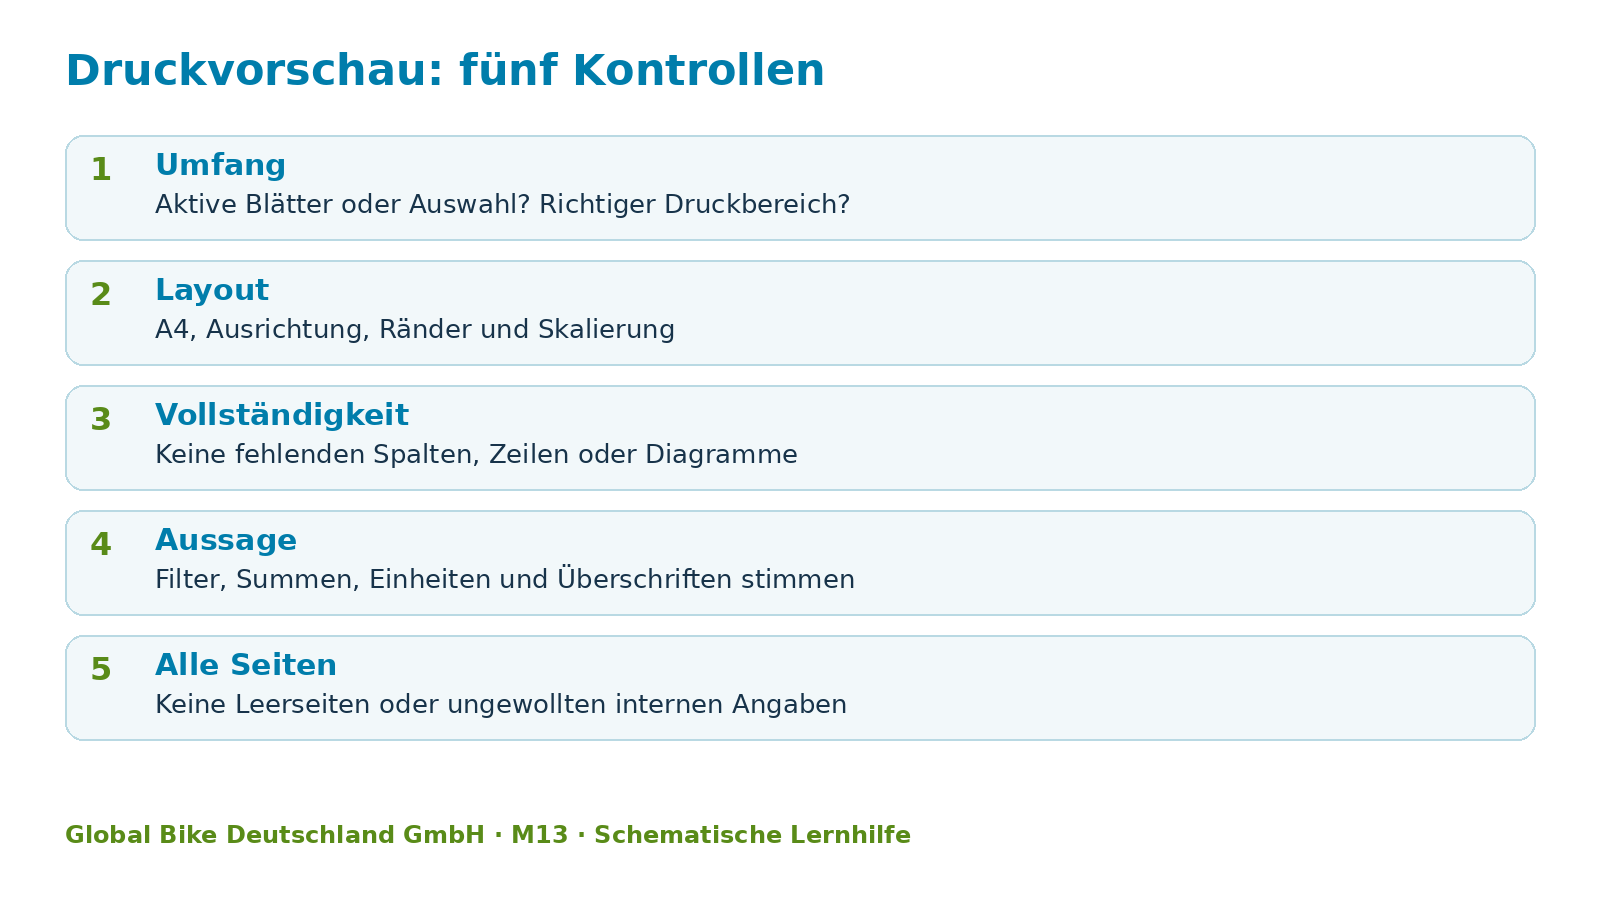 Druckvorschau: fünf Kontrollen
1 Umfang
Aktive Blätter oder Auswahl? Richtiger Druckbereich?
2 Layout
A4, Ausrichtung, Ränder und Skalierung
3 Vollständigkeit
Keine fehlenden Spalten, Zeilen oder Diagramme
4 Aussage
Filter, Summen, Einheiten und Überschriften stimmen
5 Alle Seiten
Keine Leerseiten oder ungewollten internen Angaben
Global Bike Deutschland GmbH · M13 · Schematische Lernhilfe